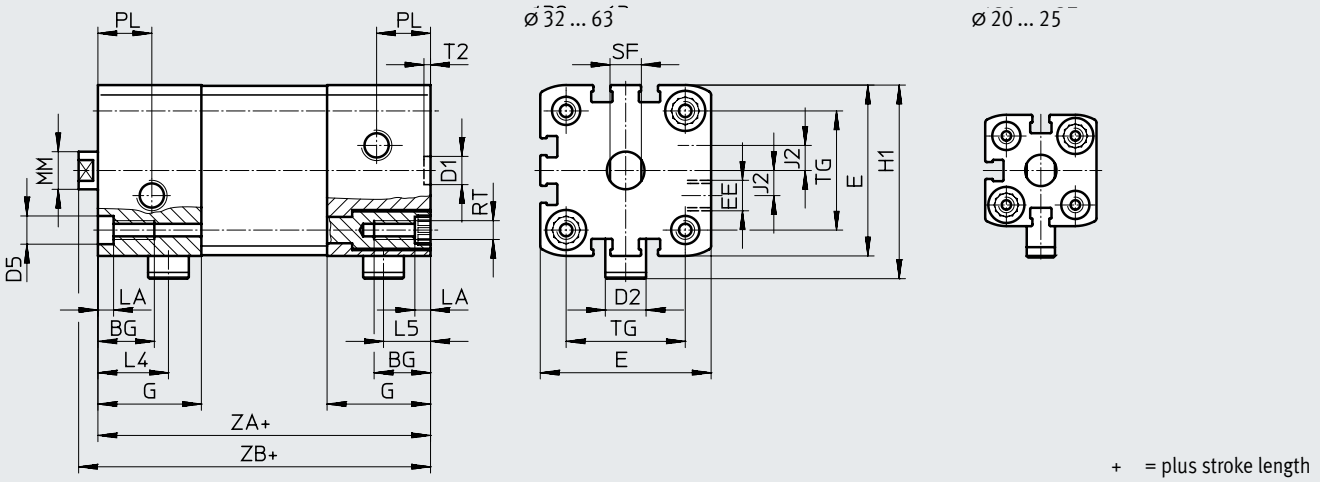 Ø 32 ... 63
Ø 20 ... 25
PL
PL
T2
SF
MM
D1
RT
D5
LA
LA
BG
L5
L4
BG
G
G
ZA+
ZB+
J2
J2
EE
TG
E
H1
D2
TG
E
+ = plus stroke length